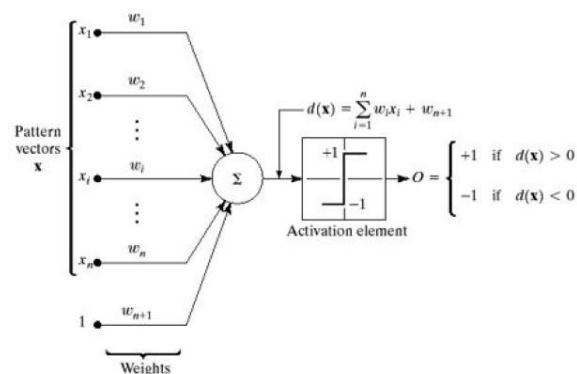 w₁
x₁
w₂
x₂
d(x) = Σ wᵢxᵢ + wₙ₊₁
n
i=1
⋮
Pattern
vectors
x
+1
+1 if d(x) > 0
xᵢ
wᵢ
Σ
O =
−1
−1 if d(x) < 0
⋮
Activation element
xₙ
wₙ
1
wₙ₊₁
Weights